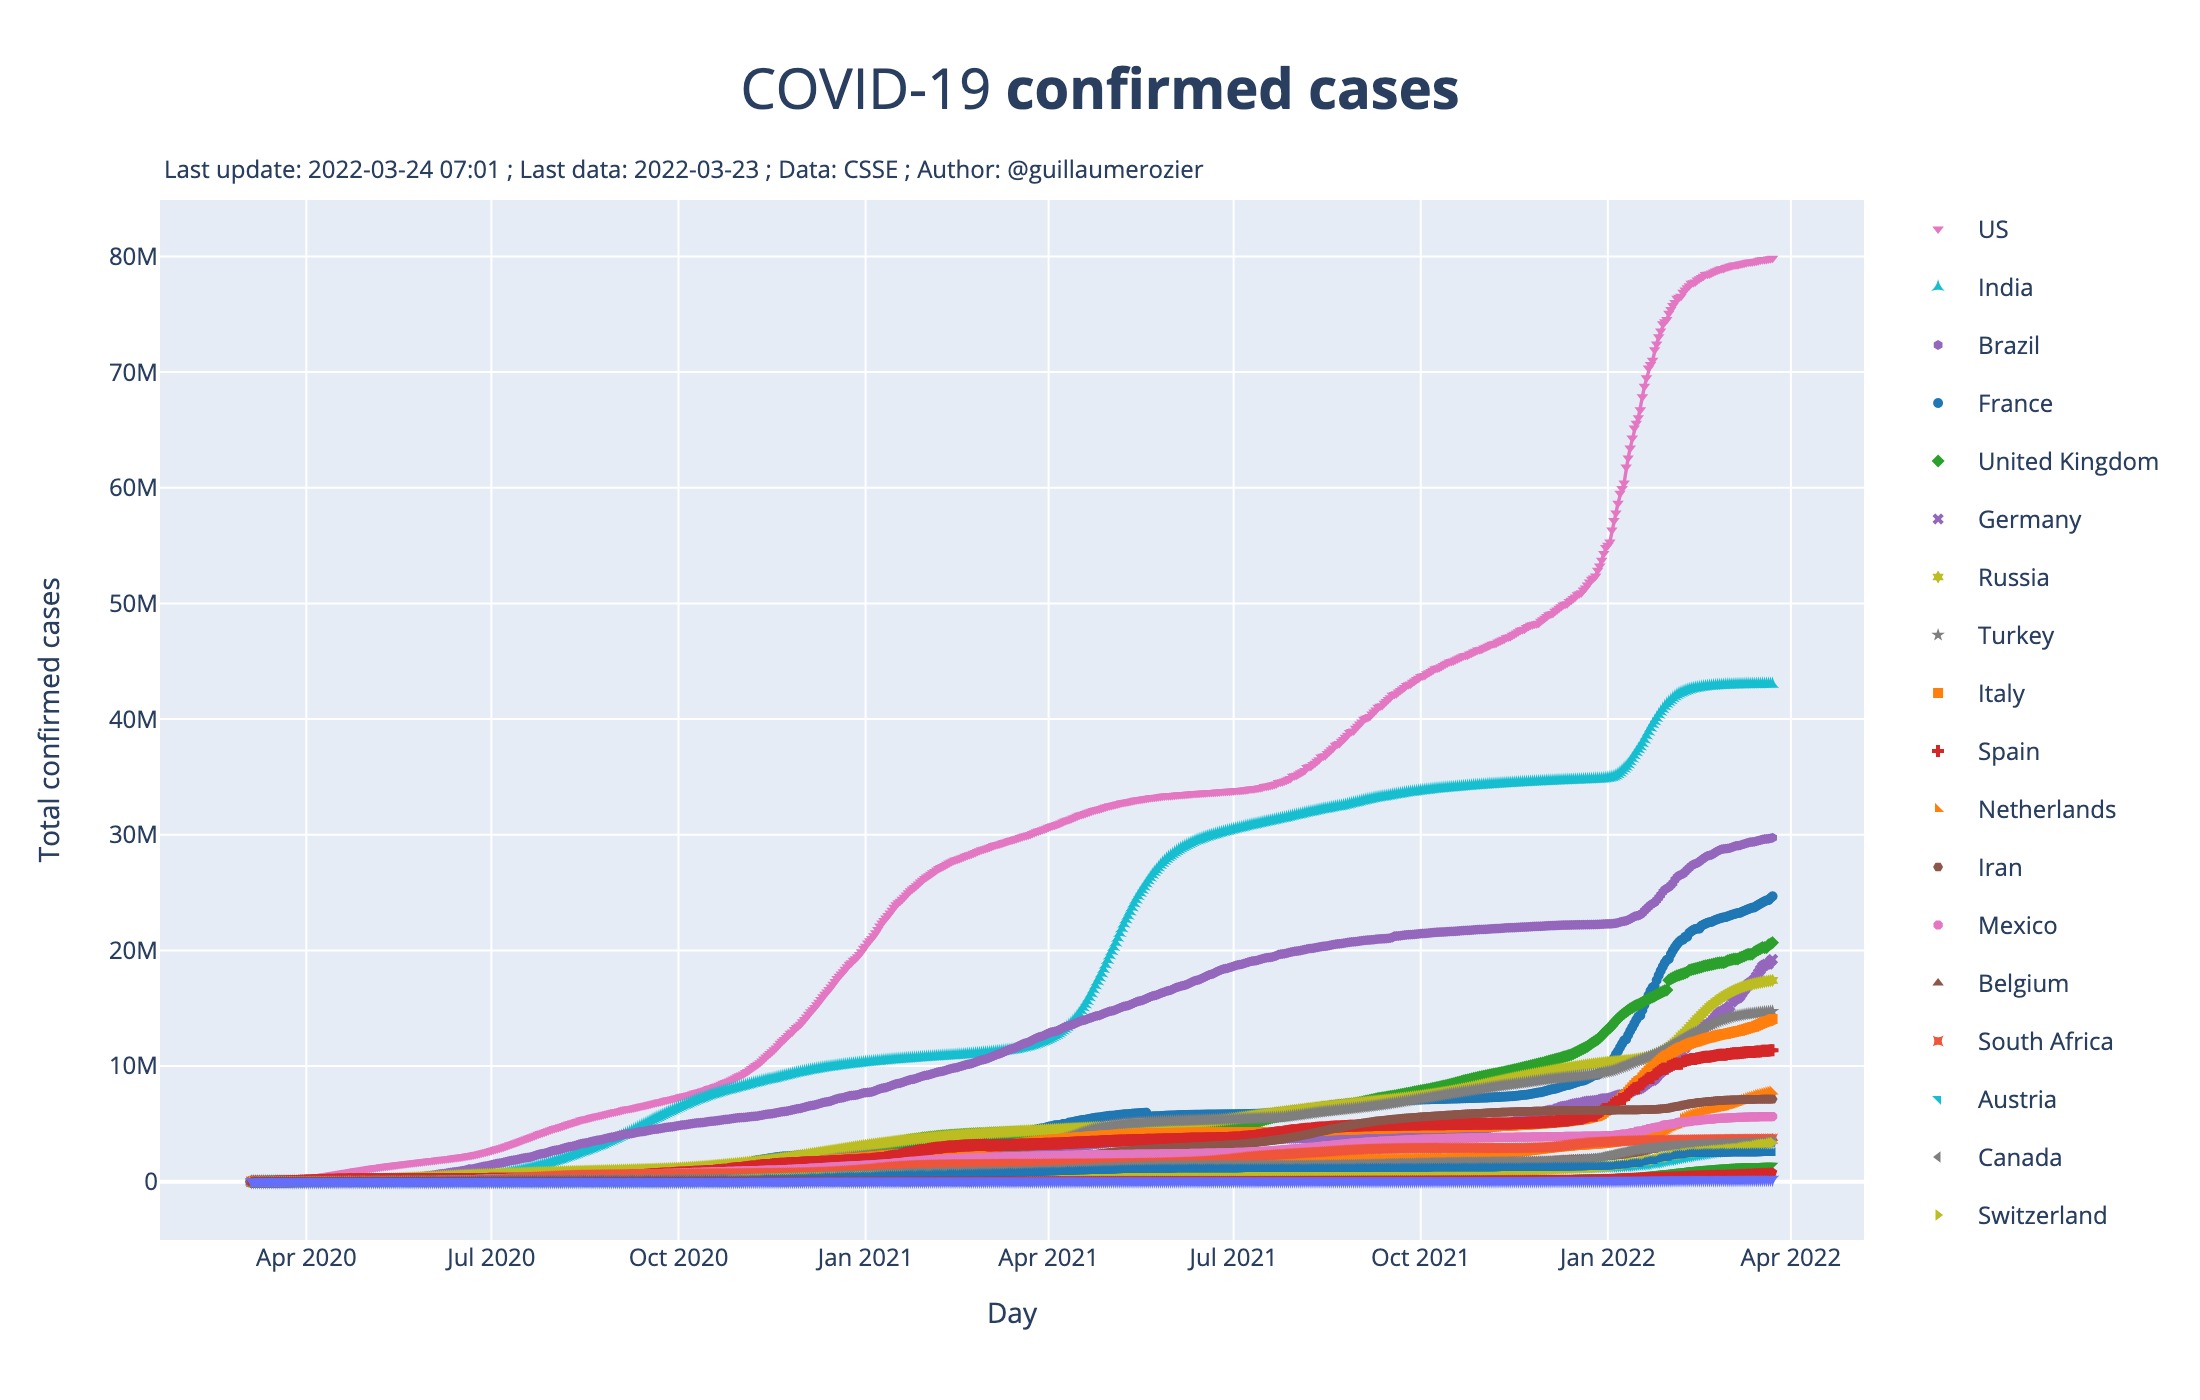 COVID-19 confirmed cases
Last update: 2022-03-24 07:01 ; Last data: 2022-03-23 ; Data: CSSE ; Author: @guillaumerozier
80M
70M
60M
50M
40M
30M
20M
10M
0
Total confirmed cases
Apr 2020
Jul 2020
Oct 2020
Jan 2021
Apr 2021
Jul 2021
Oct 2021
Jan 2022
Apr 2022
Day
US
India
Brazil
France
United Kingdom
Germany
Russia
Turkey
Italy
Spain
Netherlands
Iran
Mexico
Belgium
South Africa
Austria
Canada
Switzerland